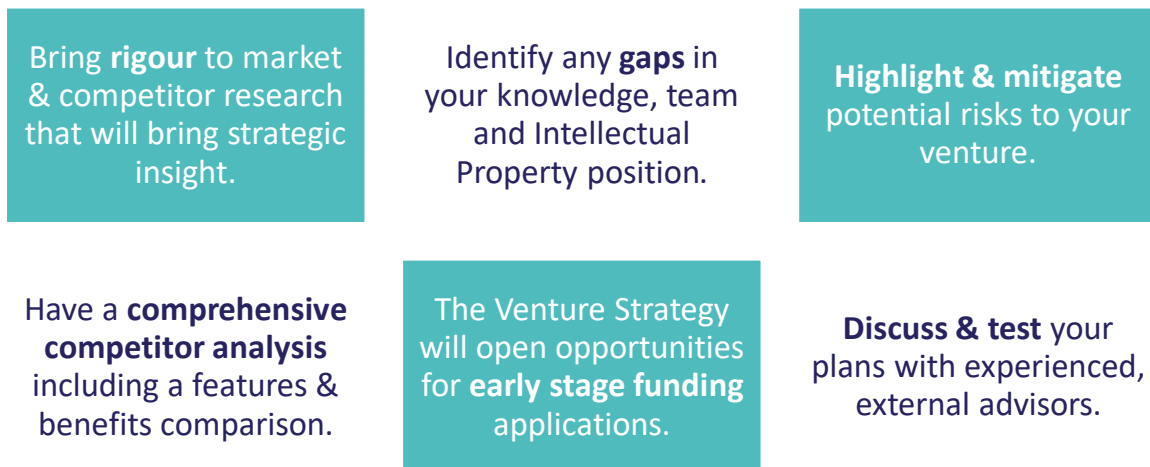 Bring rigour to market
& competitor research
that will bring strategic
insight.
Identify any gaps in
your knowledge, team
and Intellectual
Property position.
Highlight & mitigate
potential risks to your
venture.
Have a comprehensive
competitor analysis
including a features &
benefits comparison.
The Venture Strategy
will open opportunities
for early stage funding
applications.
Discuss & test your
plans with experienced,
external advisors.